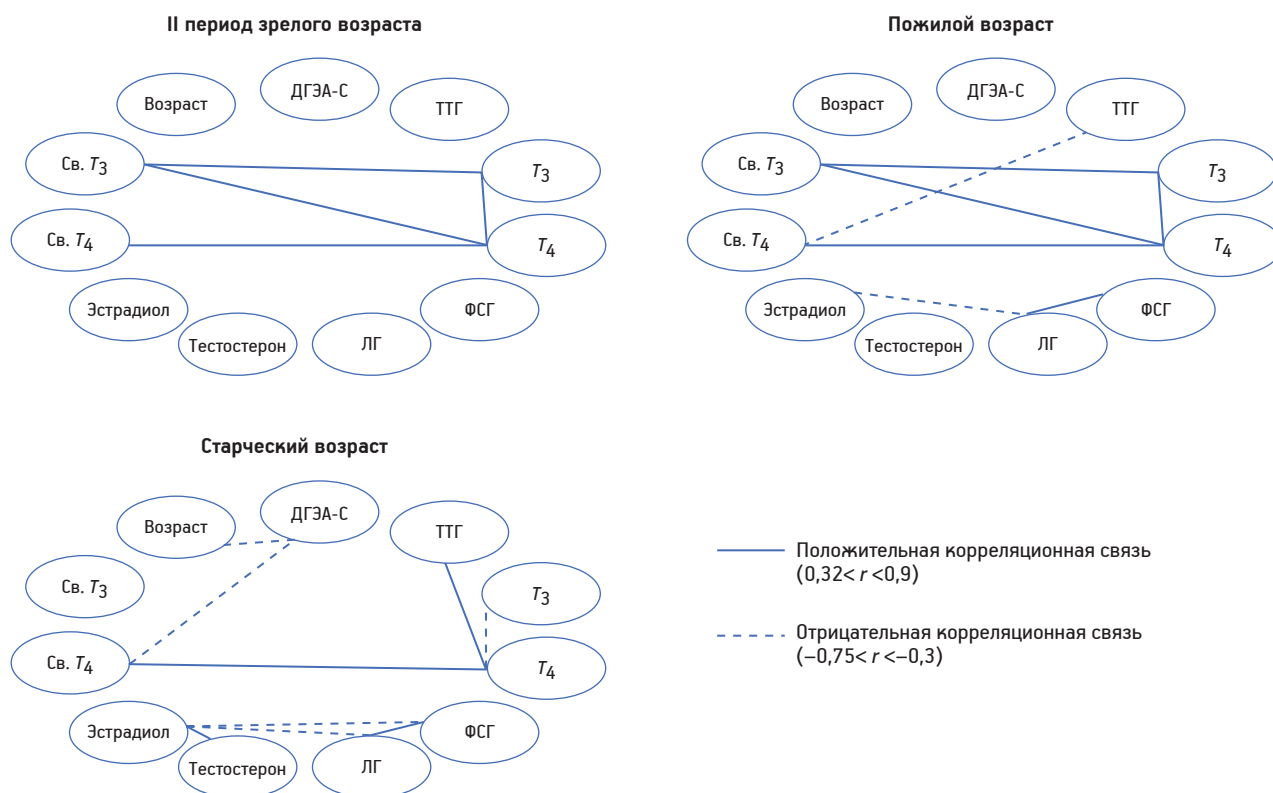 II период зрелого возраста
ДГЭА-С
Возраст
ТТГ
Св. T3
T3
Св. T4
T4
Эстрадиол
ФСГ
Тестостерон
ЛГ
Пожилой возраст
ДГЭА-С
Возраст
ТТГ
Св. T3
T3
Св. T4
T4
Эстрадиол
ФСГ
Тестостерон
ЛГ
Старческий возраст
ДГЭА-С
Возраст
ТТГ
Св. T3
T3
Св. T4
T4
Эстрадиол
ФСГ
Тестостерон
ЛГ
Положительная корреляционная связь
(0,32< r <0,9)
Отрицательная корреляционная связь
(–0,75< r <–0,3)